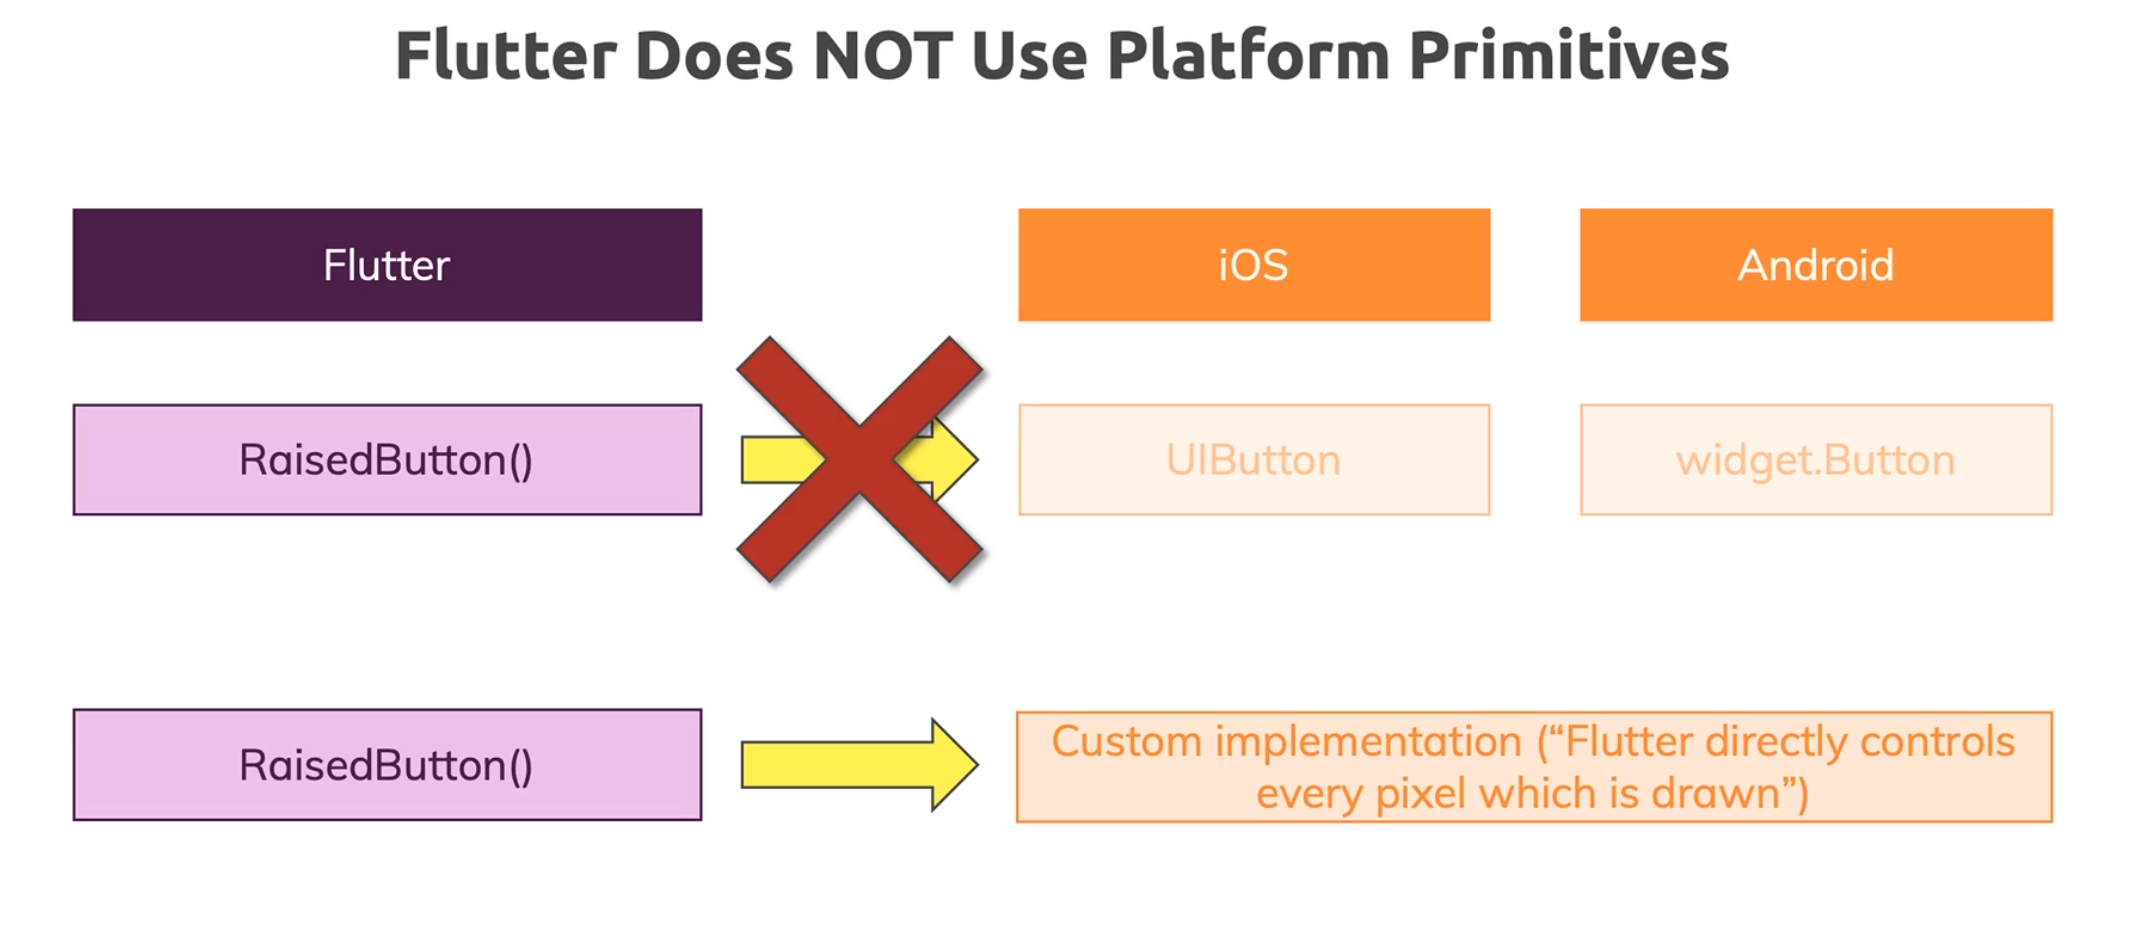 Flutter Does NOT Use Platform Primitives
Flutter
iOS
Android
RaisedButton()
UIButton
widget.Button
RaisedButton()
Custom implementation (“Flutter directly controls
every pixel which is drawn”)